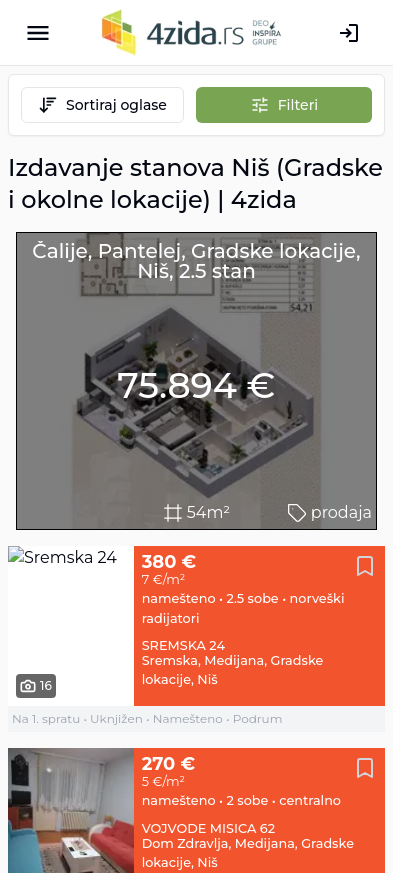 4zida.rs DEO INSPIRA GRUPE
Sortiraj oglase
Filteri
Izdavanje stanova Niš (Gradske
i okolne lokacije) | 4zida
Čalije, Pantelej, Gradske lokacije,
Niš, 2.5 stan
54,21
75.894 €
54m²
prodaja
Sremska 24
16
380 €
7 €/m²
namešteno • 2.5 sobe • norveški
radijatori
SREMSKA 24
Sremska, Medijana, Gradske
lokacije, Niš
Na 1. spratu • Uknjižen • Namešteno • Podrum
270 €
5 €/m²
namešteno • 2 sobe • centralno
VOJVODE MISICA 62
Dom Zdravlja, Medijana, Gradske
lokacije, Niš